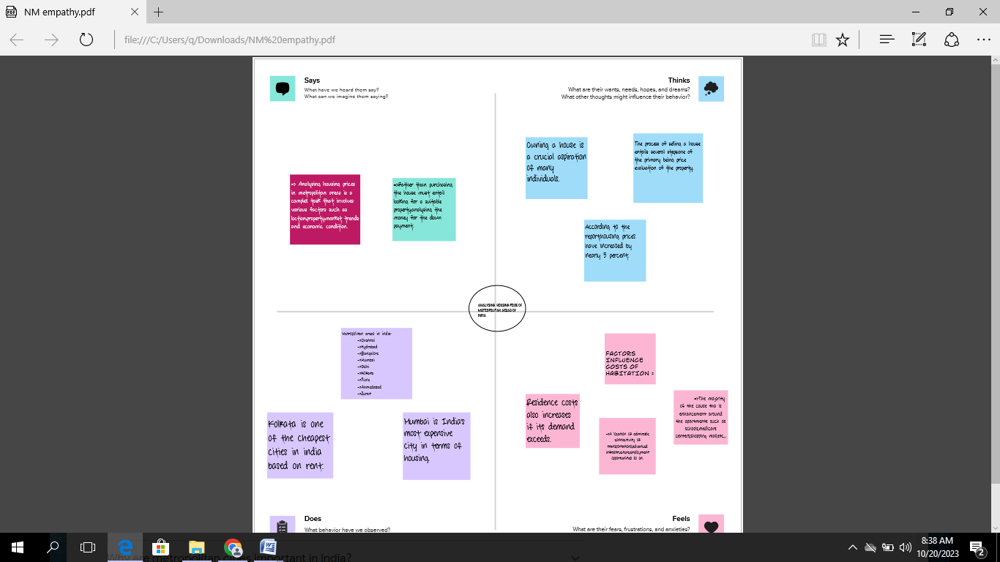 NM empathy.pdf
file:///C:/Users/q/Downloads/NM%20empathy.pdf
Says
What have we heard them say?
What can we imagine them saying?
Thinks
What are their wants, needs, hopes, and dreams?
What other thoughts might influence their behavior?
=> Analysing housing prices
in metropolitan areas is a
complex task that involves
various factors such as
loction,property,market trends
and economic condition.
=>Rather than purchasing,
the house must entail
looking for a suitable
property,analysing the
money for the down
payment.
Owning a house is
a crucial aspiration
of many
individuals.
The process of selling a house
entails several steps,one of
the primary being price
evaluation of the property.
According to the
report,housing prices
have increased by
nearly 5 percent.
ANALYSING HOUSING PRICE OF
METROPOLITAN AREAS OF
INDIA
Metropolitan areas in india:
->Chennai
->Hydrabad
->Bangalore
->Mumbai
->Delhi
->Kolkata
->Pune
->Ahmedabad
->Surat
Kolkata is one
of the cheapest
cities in india
based on rent.
Mumbai is India's
most expensive
city in terms of
housing.
FACTORS
INFLUENCE
COSTS OF
HABITATION :
Residence costs
also increases
if its demand
exceeds.
->A location of admirable
connectivity of
transportation,advanced
infrastructure,employment
opportunities so on.
=>The majority
of the cause tha is
enhancement around
the apartments such as
schools,medicare
centers,shopping mall,etc,..
Does
What behavior have we observed?
Feels
What are their fears, frustrations, and anxieties?
Why are metropolitan cities important in India?
8:38 AM
10/20/2023
2